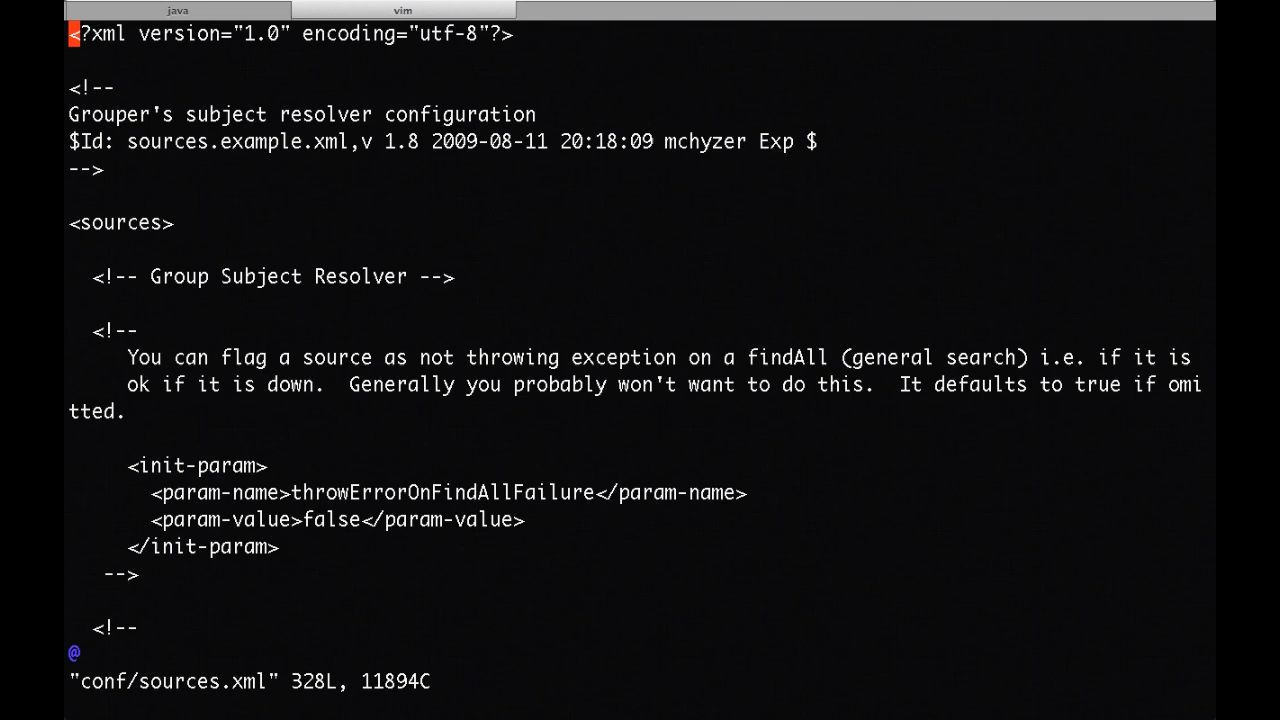 java vim
<?xml version="1.0" encoding="utf-8"?>
<!--
Grouper's subject resolver configuration
$Id: sources.example.xml,v 1.8 2009-08-11 20:18:09 mchyzer Exp $
-->
<sources>
<!-- Group Subject Resolver -->
<!--
You can flag a source as not throwing exception on a findAll (general search) i.e. if it is
ok if it is down.  Generally you probably won't want to do this.  It defaults to true if omi
tted.
<init-param>
<param-name>throwErrorOnFindAllFailure</param-name>
<param-value>false</param-value>
</init-param>
-->
<!--
@
"conf/sources.xml" 328L, 11894C